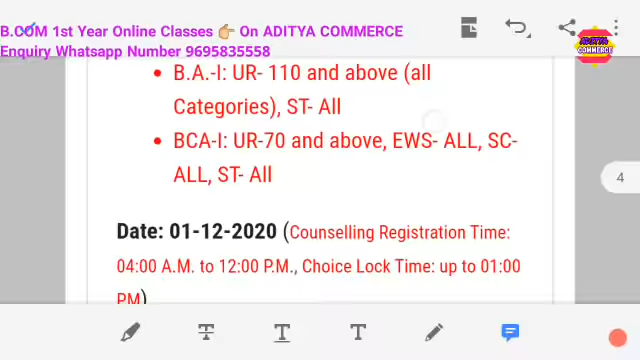 B.COM 1st Year Online Classes 👉 On ADITYA COMMERCE
Enquiry Whatsapp Number 9695835558
ADITYA
COMMERCE
• B.A.-I: UR- 110 and above (all
Categories), ST- All
• BCA-I: UR-70 and above, EWS- ALL, SC-
ALL, ST- All
4
Date: 01-12-2020 (Counselling Registration Time:
04:00 A.M. to 12:00 P.M., Choice Lock Time: up to 01:00
PM)